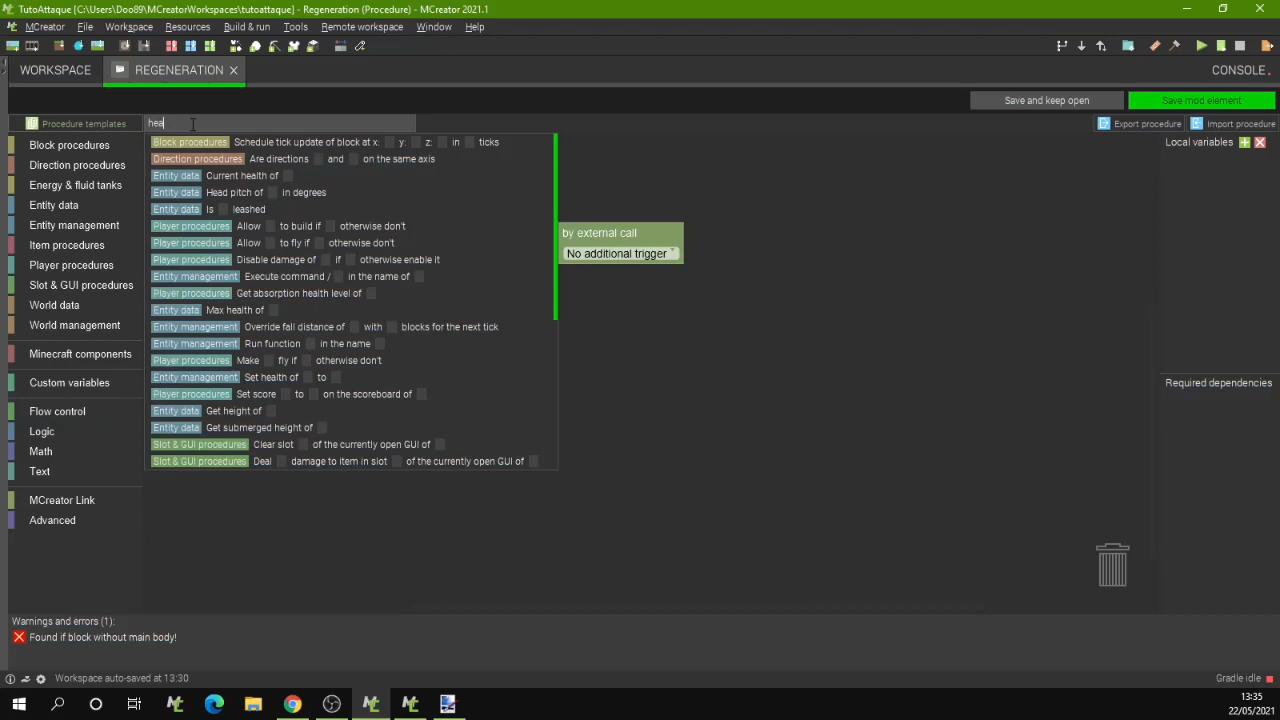 TutoAttaque [C:\Users\Doo89\MCreatorWorkspaces\tutoattaque] - Regeneration (Procedure) - MCreator 2021.1
MCreator File Workspace Resources Build & run Tools Remote workspace Window Help
WORKSPACE REGENERATION CONSOLE
Save and keep open Save mod element
Procedure templates hea Export procedure Import procedure
Block procedures
Direction procedures
Energy & fluid tanks
Entity data
Entity management
Item procedures
Player procedures
Slot & GUI procedures
World data
World management
Minecraft components
Custom variables
Flow control
Logic
Math
Text
MCreator Link
Advanced
Block procedures Schedule tick update of block at x: y: z: in ticks
Direction procedures Are directions and on the same axis
Entity data Current health of
Entity data Head pitch of in degrees
Entity data Is leashed
Player procedures Allow to build if otherwise don't
Player procedures Allow to fly if otherwise don't
Player procedures Disable damage of if otherwise enable it
Entity management Execute command / in the name of
Player procedures Get absorption health level of
Entity data Max health of
Entity management Override fall distance of with blocks for the next tick
Entity management Run function in the name
Player procedures Make fly if otherwise don't
Entity management Set health of to
Player procedures Set score to on the scoreboard of
Entity data Get height of
Entity data Get submerged height of
Slot & GUI procedures Clear slot of the currently open GUI of
Slot & GUI procedures Deal damage to item in slot of the currently open GUI of
by external call
No additional trigger
Local variables
Required dependencies
Warnings and errors (1):
Found if block without main body!
Workspace auto-saved at 13:30 Gradle idle
13:35
22/05/2021